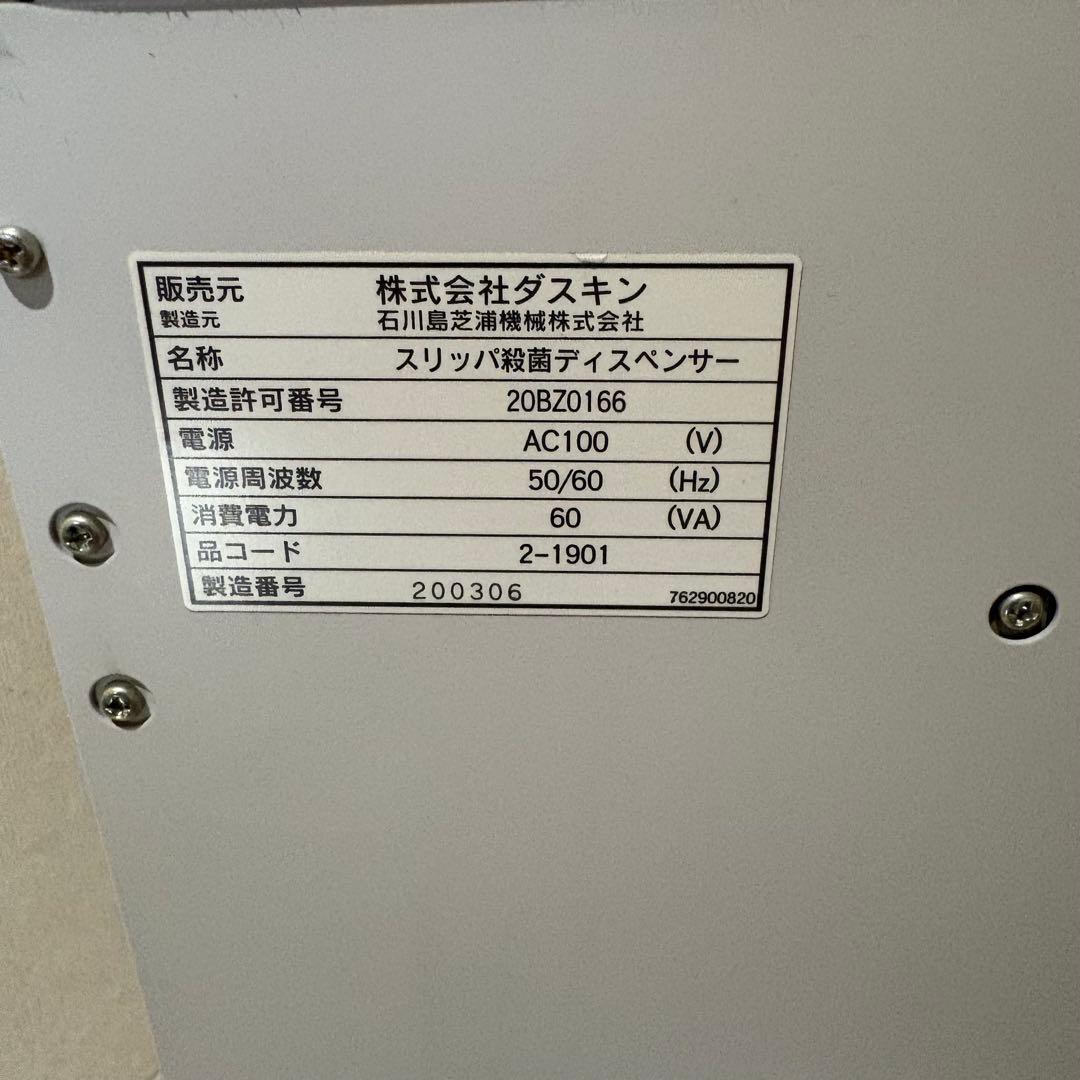 販売元 株式会社ダスキン
製造元 石川島芝浦機械株式会社
名称 スリッパ殺菌ディスペンサー
製造許可番号 20BZ0166
電源 AC100 (V)
電源周波数 50/60 (Hz)
消費電力 60 (VA)
品コード 2-1901
製造番号 200306 762900820